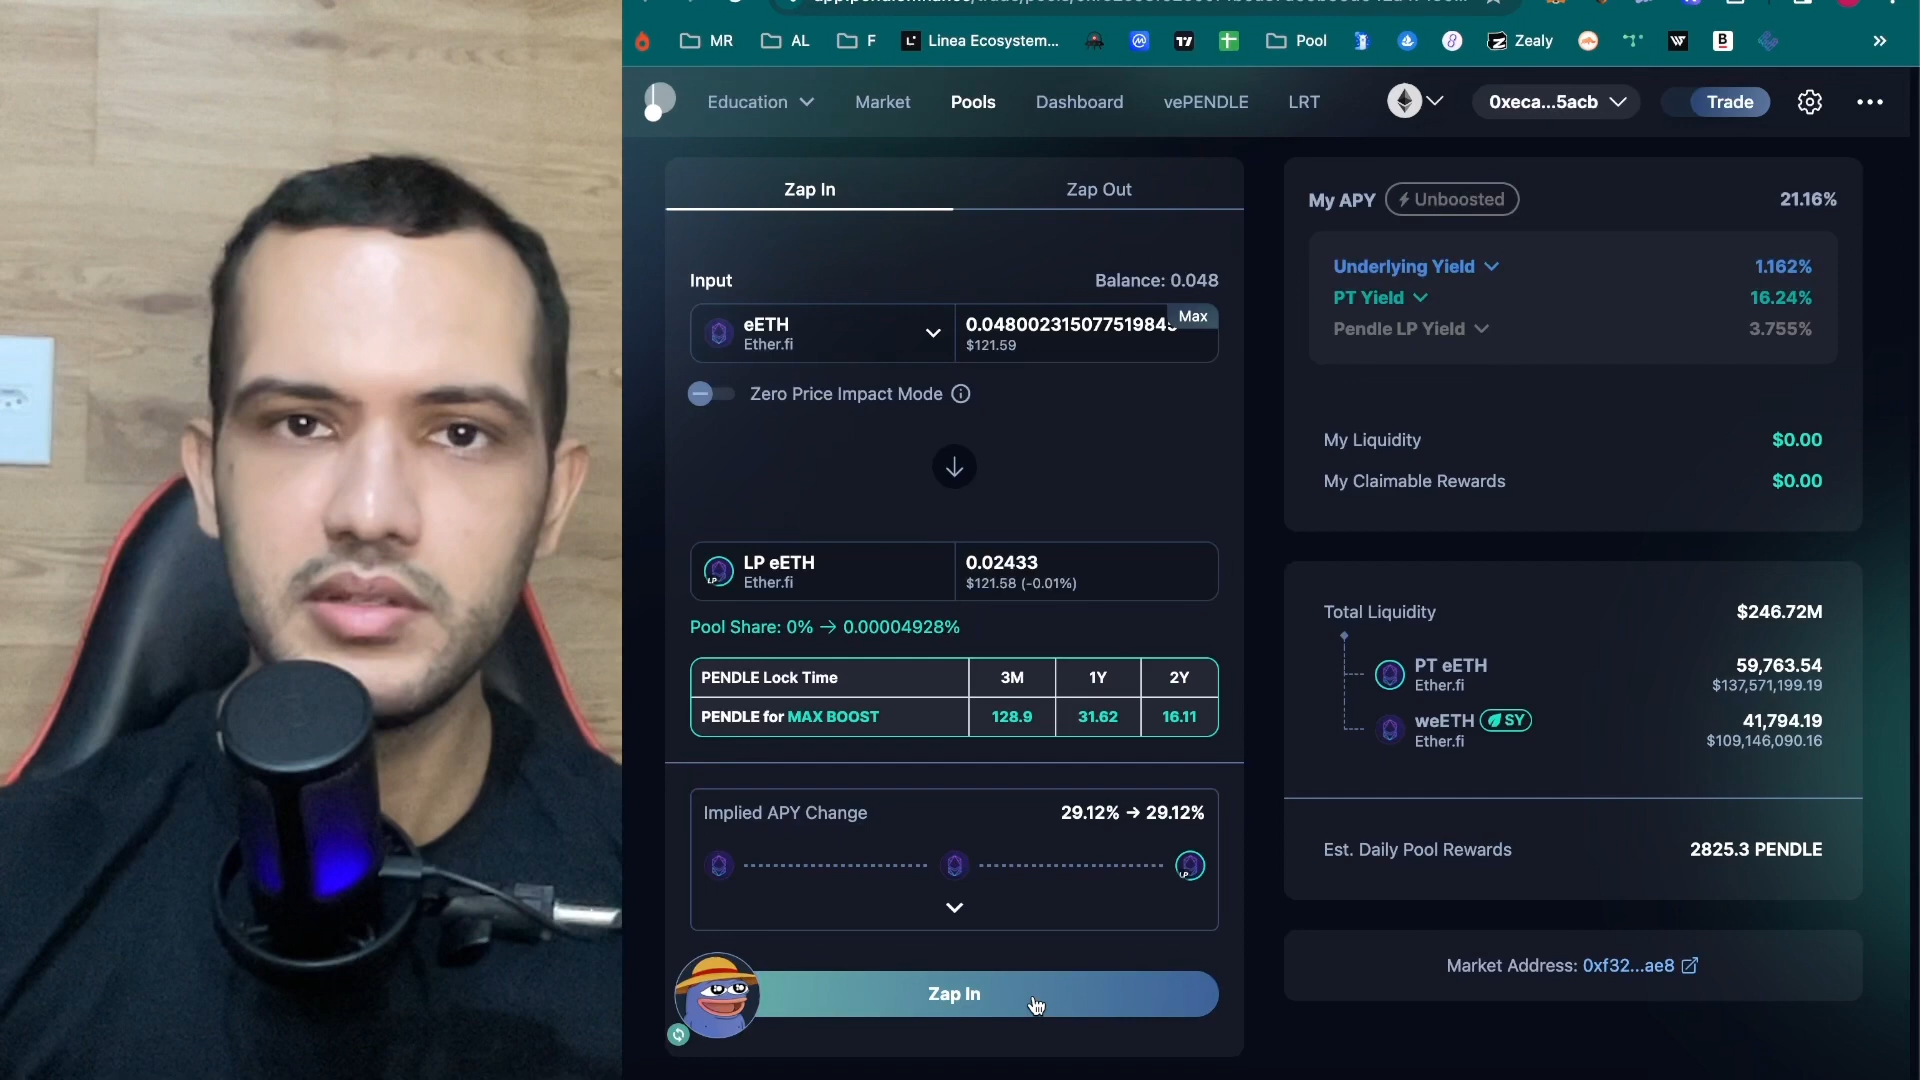 MR
AL
F
Linea Ecosystem...
Pool
Zealy
Education
Market
Pools
Dashboard
vePENDLE
LRT
0xeca...5acb
Trade
Zap In
Zap Out
Input
Balance: 0.048
eETH
Ether.fi
0.048002315077519845
Max
$121.59
Zero Price Impact Mode
LP eETH
Ether.fi
0.02433
$121.58 (-0.01%)
Pool Share: 0% → 0.00004928%
PENDLE Lock Time
3M
1Y
2Y
PENDLE for MAX BOOST
128.9
31.62
16.11
Implied APY Change
29.12% → 29.12%
Zap In
My APY
Unboosted
21.16%
Underlying Yield
1.162%
PT Yield
16.24%
Pendle LP Yield
3.755%
My Liquidity
$0.00
My Claimable Rewards
$0.00
Total Liquidity
$246.72M
PT eETH
Ether.fi
59,763.54
$137,571,199.19
weETH
SY
Ether.fi
41,794.19
$109,146,090.16
Est. Daily Pool Rewards
2825.3 PENDLE
Market Address: 0xf32...ae8